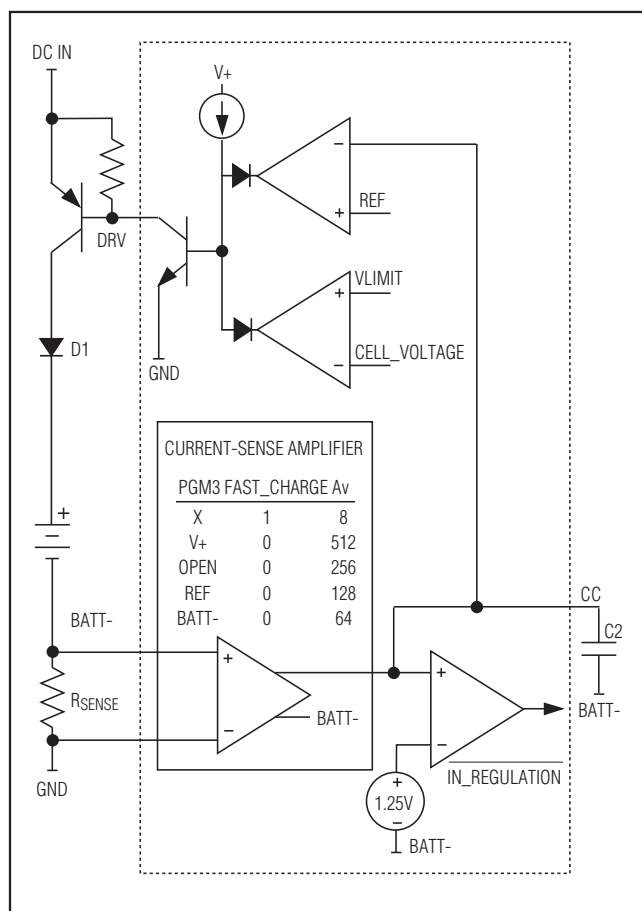 DC IN
V+
−
REF
+
DRV
VLIMIT
+
CELL_VOLTAGE
−
D1
GND
CURRENT-SENSE AMPLIFIER
PGM3 FAST_CHARGE Av
X 1 8
V+ 0 512
OPEN 0 256
REF 0 128
BATT- 0 64
+
−
BATT-
CC
C2
BATT-
RSENSE
+
−
BATT-
+
−
IN_REGULATION
GND
+
1.25V
−
BATT-